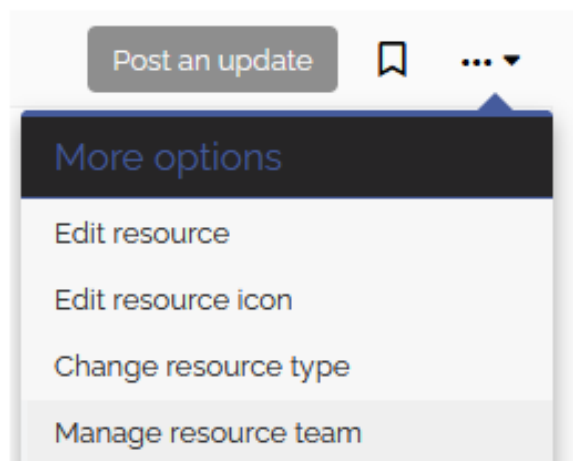 Post an update
More options
Edit resource
Edit resource icon
Change resource type
Manage resource team